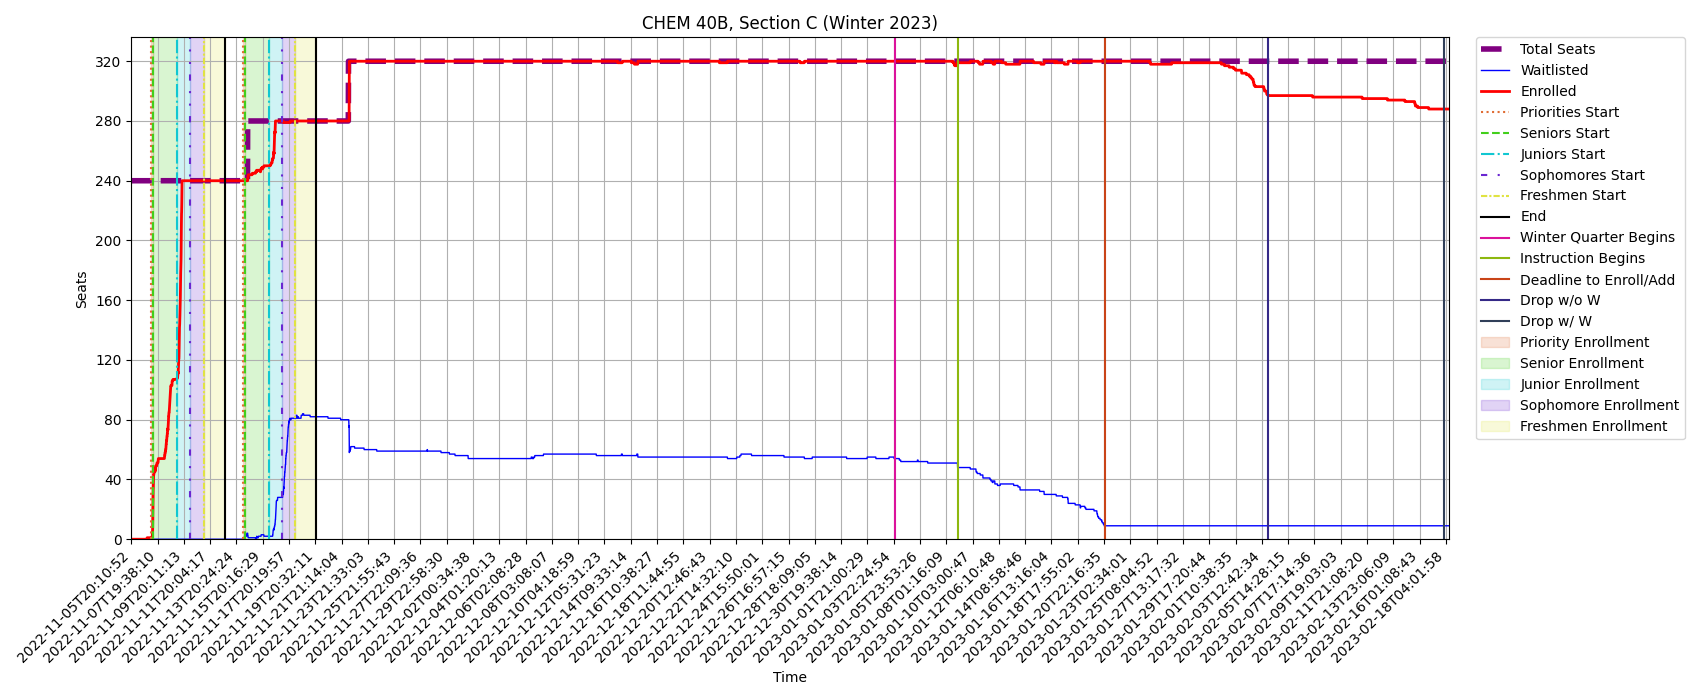 CHEM 40B, Section C (Winter 2023)
Seats
320
280
240
200
160
120
80
40
0
2022-11-05T20:10:52
2022-11-07T19:38:10
2022-11-09T20:11:13
2022-11-11T20:04:17
2022-11-13T20:24:24
2022-11-15T20:16:29
2022-11-17T20:19:57
2022-11-19T20:32:11
2022-11-21T21:14:04
2022-11-23T21:33:03
2022-11-25T21:55:43
2022-11-27T22:09:36
2022-11-29T22:58:30
2022-12-02T00:34:38
2022-12-04T01:20:13
2022-12-06T02:08:28
2022-12-08T03:08:07
2022-12-10T04:18:59
2022-12-12T05:31:23
2022-12-14T09:33:14
2022-12-16T10:38:27
2022-12-18T11:44:55
2022-12-20T12:46:43
2022-12-22T14:32:10
2022-12-24T15:50:01
2022-12-26T16:57:15
2022-12-28T18:09:05
2022-12-30T19:38:14
2023-01-01T21:00:29
2023-01-03T22:24:54
2023-01-05T23:53:26
2023-01-08T01:16:09
2023-01-10T03:00:47
2023-01-12T06:10:48
2023-01-14T09:58:46
2023-01-16T13:16:04
2023-01-18T17:55:02
2023-01-20T22:16:35
2023-01-23T02:34:01
2023-01-25T08:04:52
2023-01-27T13:17:32
2023-01-29T17:20:44
2023-02-01T10:38:35
2023-02-03T12:42:34
2023-02-05T14:28:15
2023-02-07T17:14:36
2023-02-09T19:03:03
2023-02-11T21:08:20
2023-02-13T23:06:09
2023-02-16T01:08:43
2023-02-18T04:01:58
Time
Total Seats
Waitlisted
Enrolled
Priorities Start
Seniors Start
Juniors Start
Sophomores Start
Freshmen Start
End
Winter Quarter Begins
Instruction Begins
Deadline to Enroll/Add
Drop w/o W
Drop w/ W
Priority Enrollment
Senior Enrollment
Junior Enrollment
Sophomore Enrollment
Freshmen Enrollment